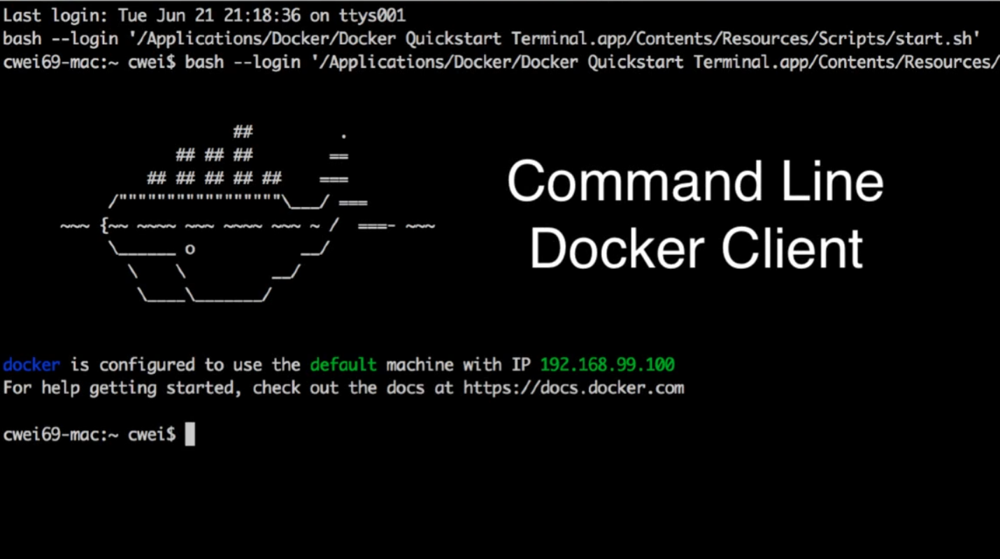 Last login: Tue Jun 21 21:18:36 on ttys001
bash --login '/Applications/Docker/Docker Quickstart Terminal.app/Contents/Resources/Scripts/start.sh'
cwei69-mac:~ cwei$ bash --login '/Applications/Docker/Docker Quickstart Terminal.app/Contents/Resources/
                        ##         .
                  ## ## ##        ==
               ## ## ## ## ##    ===
           /"""""""""""""""""\___/ ===
      ~~~ {~~ ~~~~ ~~~ ~~~~ ~~~ ~ /  ===- ~~~
           \______ o           __/
             \    \         __/
              \____\_______/
Command Line
Docker Client
docker is configured to use the default machine with IP 192.168.99.100
For help getting started, check out the docs at https://docs.docker.com
cwei69-mac:~ cwei$